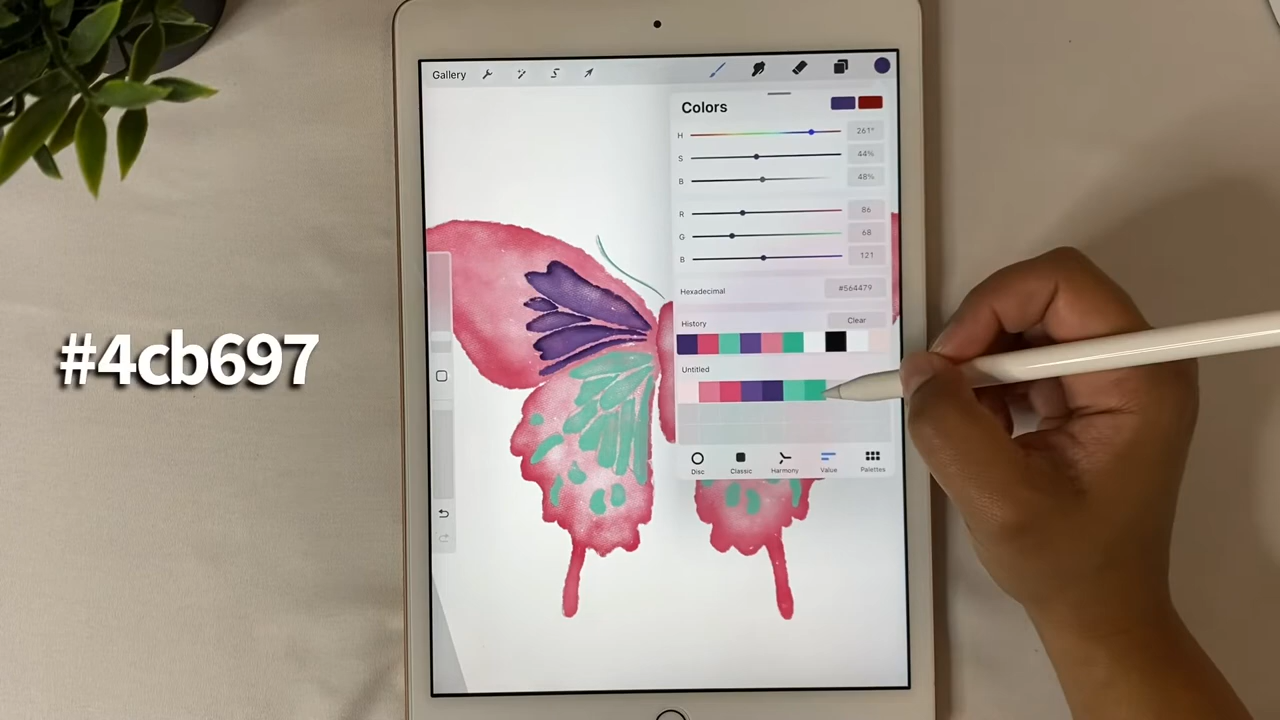 Gallery
Colors
H 261°
S 44%
B 48%
R 86
G 68
B 121
Hexadecimal #564479
History Clear
Untitled
Disc Classic Harmony Value Palettes
#4cb697